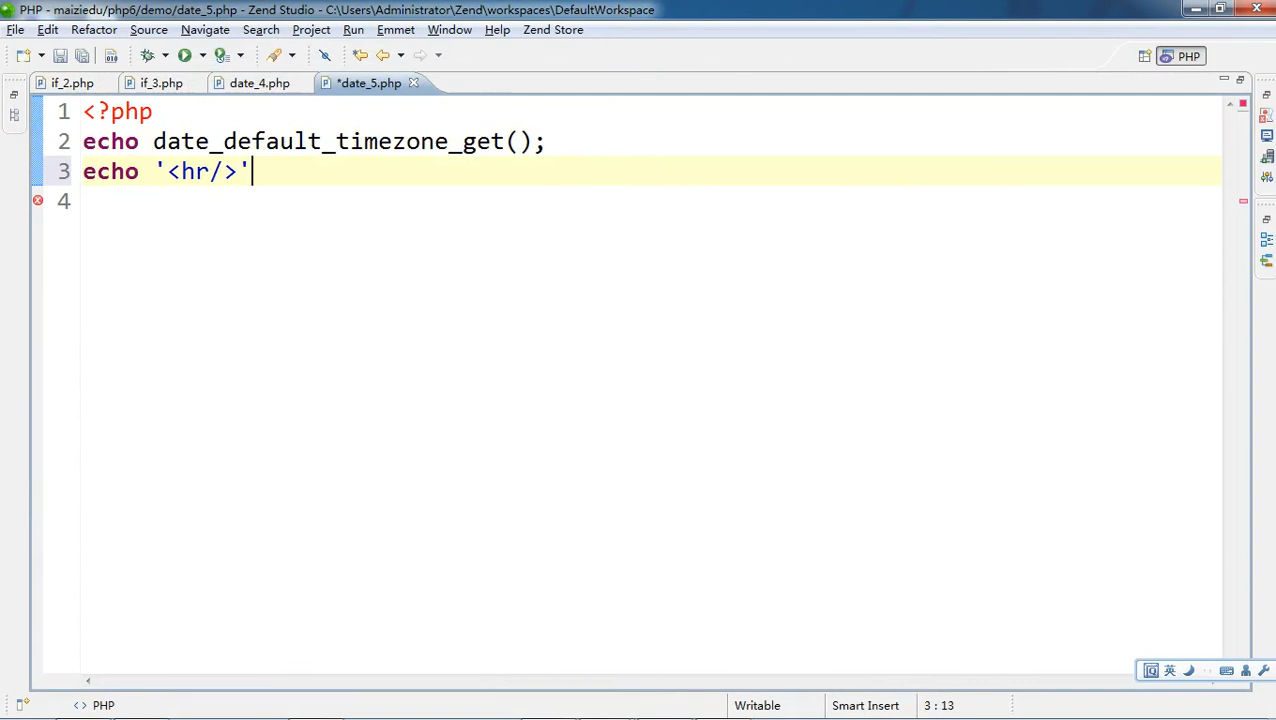 PHP - maiziedu/php6/demo/date_5.php - Zend Studio - C:\Users\Administrator\Zend\workspaces\DefaultWorkspace
File Edit Refactor Source Navigate Search Project Run Emmet Window Help Zend Store
PHP
if_2.php if_3.php date_4.php *date_5.php
1 <?php
2 echo date_default_timezone_get();
3 echo '<hr/>'
4
英
<> PHP Writable Smart Insert 3 : 13